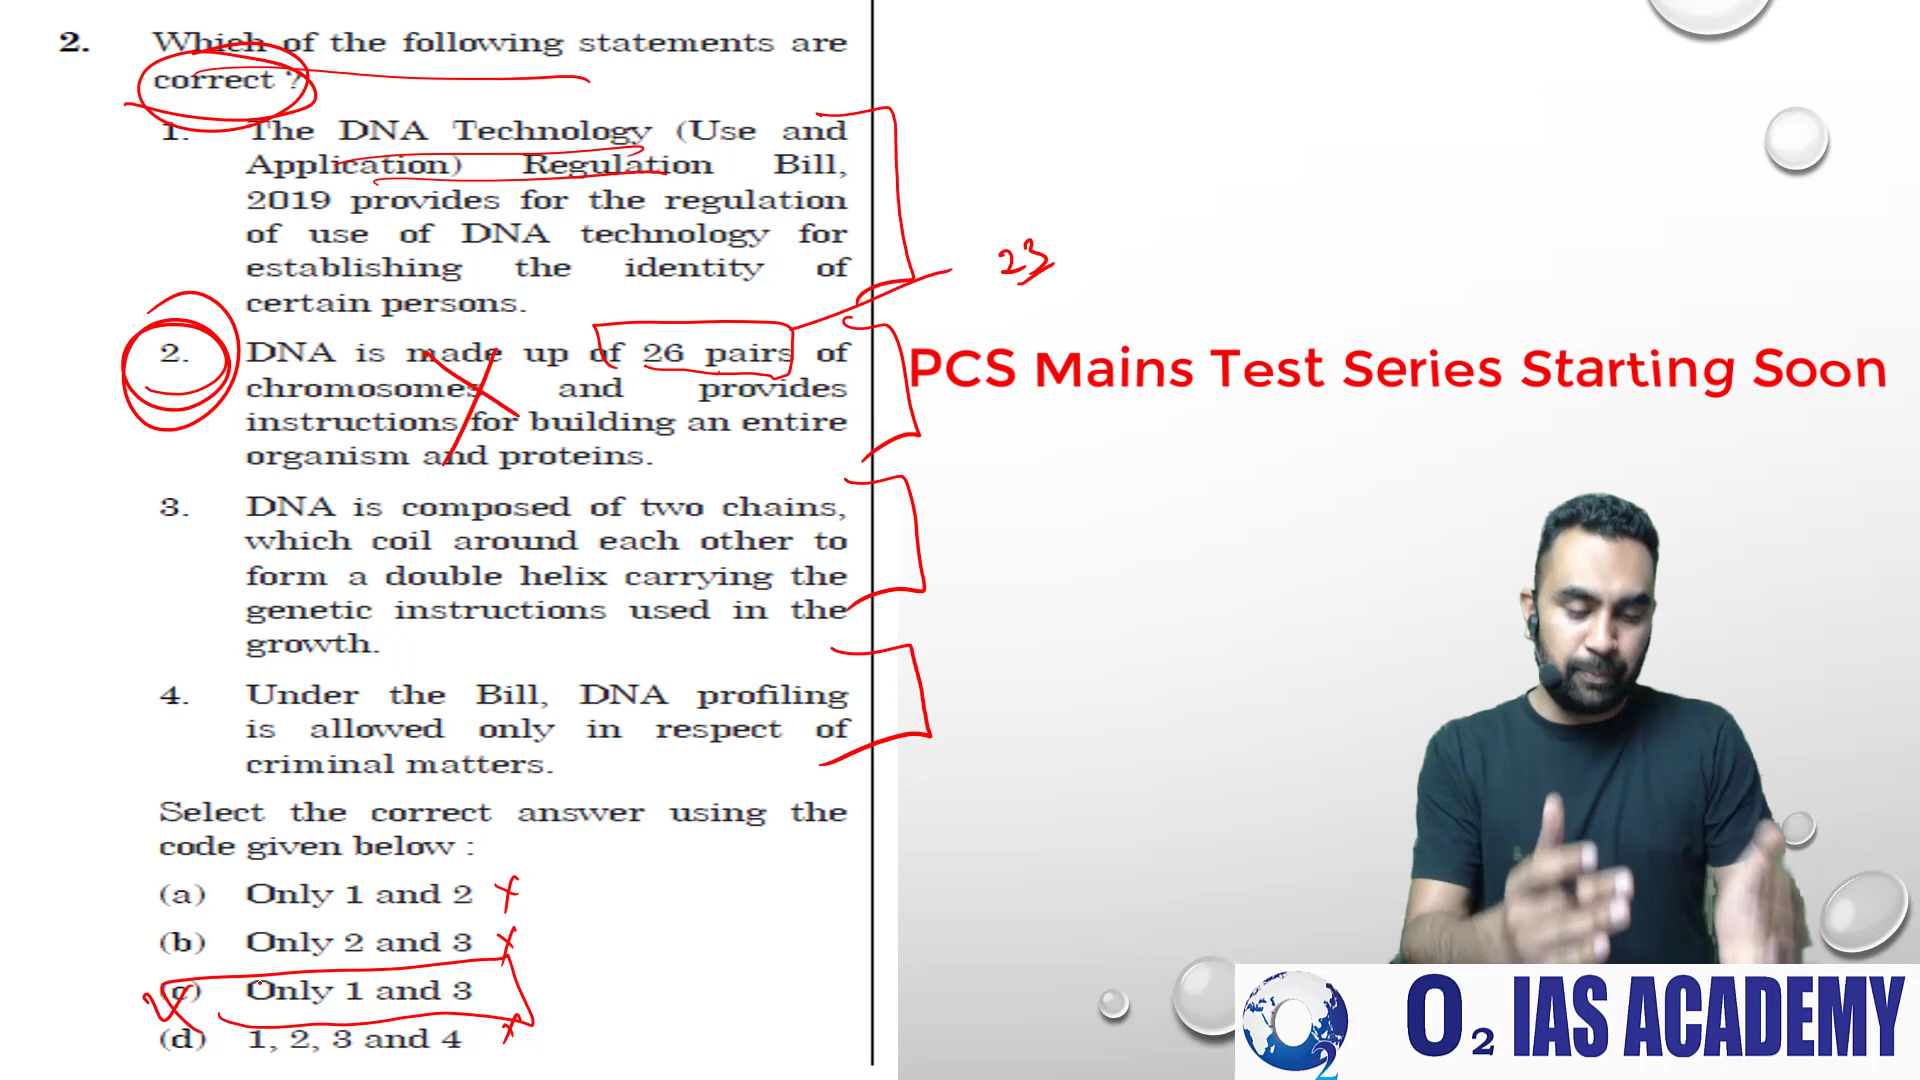 2. Which of the following statements are
correct ?
1. The DNA Technology (Use and
Application) Regulation Bill,
2019 provides for the regulation
of use of DNA technology for
establishing the identity of
certain persons.
2. DNA is made up of 26 pairs of
chromosomes and provides
instructions for building an entire
organism and proteins.
3. DNA is composed of two chains,
which coil around each other to
form a double helix carrying the
genetic instructions used in the
growth.
4. Under the Bill, DNA profiling
is allowed only in respect of
criminal matters.
Select the correct answer using the
code given below :
(a) Only 1 and 2
(b) Only 2 and 3
(c) Only 1 and 3
(d) 1, 2, 3 and 4
23
PCS Mains Test Series Starting Soon
O2
O2 IAS ACADEMY